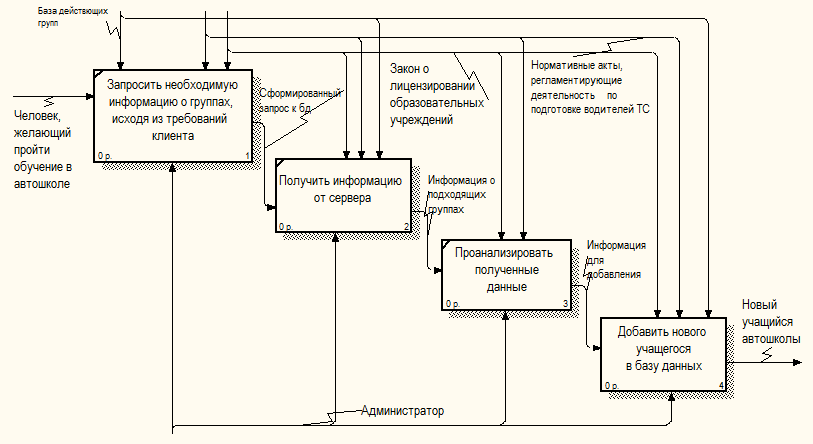 База действующих
групп
Запросить необходимую
информацию о группах,
исходя из требований
клиента
0 р.
1
Человек,
желающий
пройти
обучение в
автошколе
Сформированный
запрос к бд
Закон о
лицензировании
образовательных
учреждений
Нормативные акты,
регламентирующие
деятельность по
подготовке водителей ТС
Получить информацию
от сервера
0 р.
2
Информация о
подходящих
группах
Проанализировать
полученные
данные
0 р.
3
Информация
для
добавления
Добавить нового
учащегося
в базу данных
0 р.
4
Новый
учащийся
автошколы
Администратор